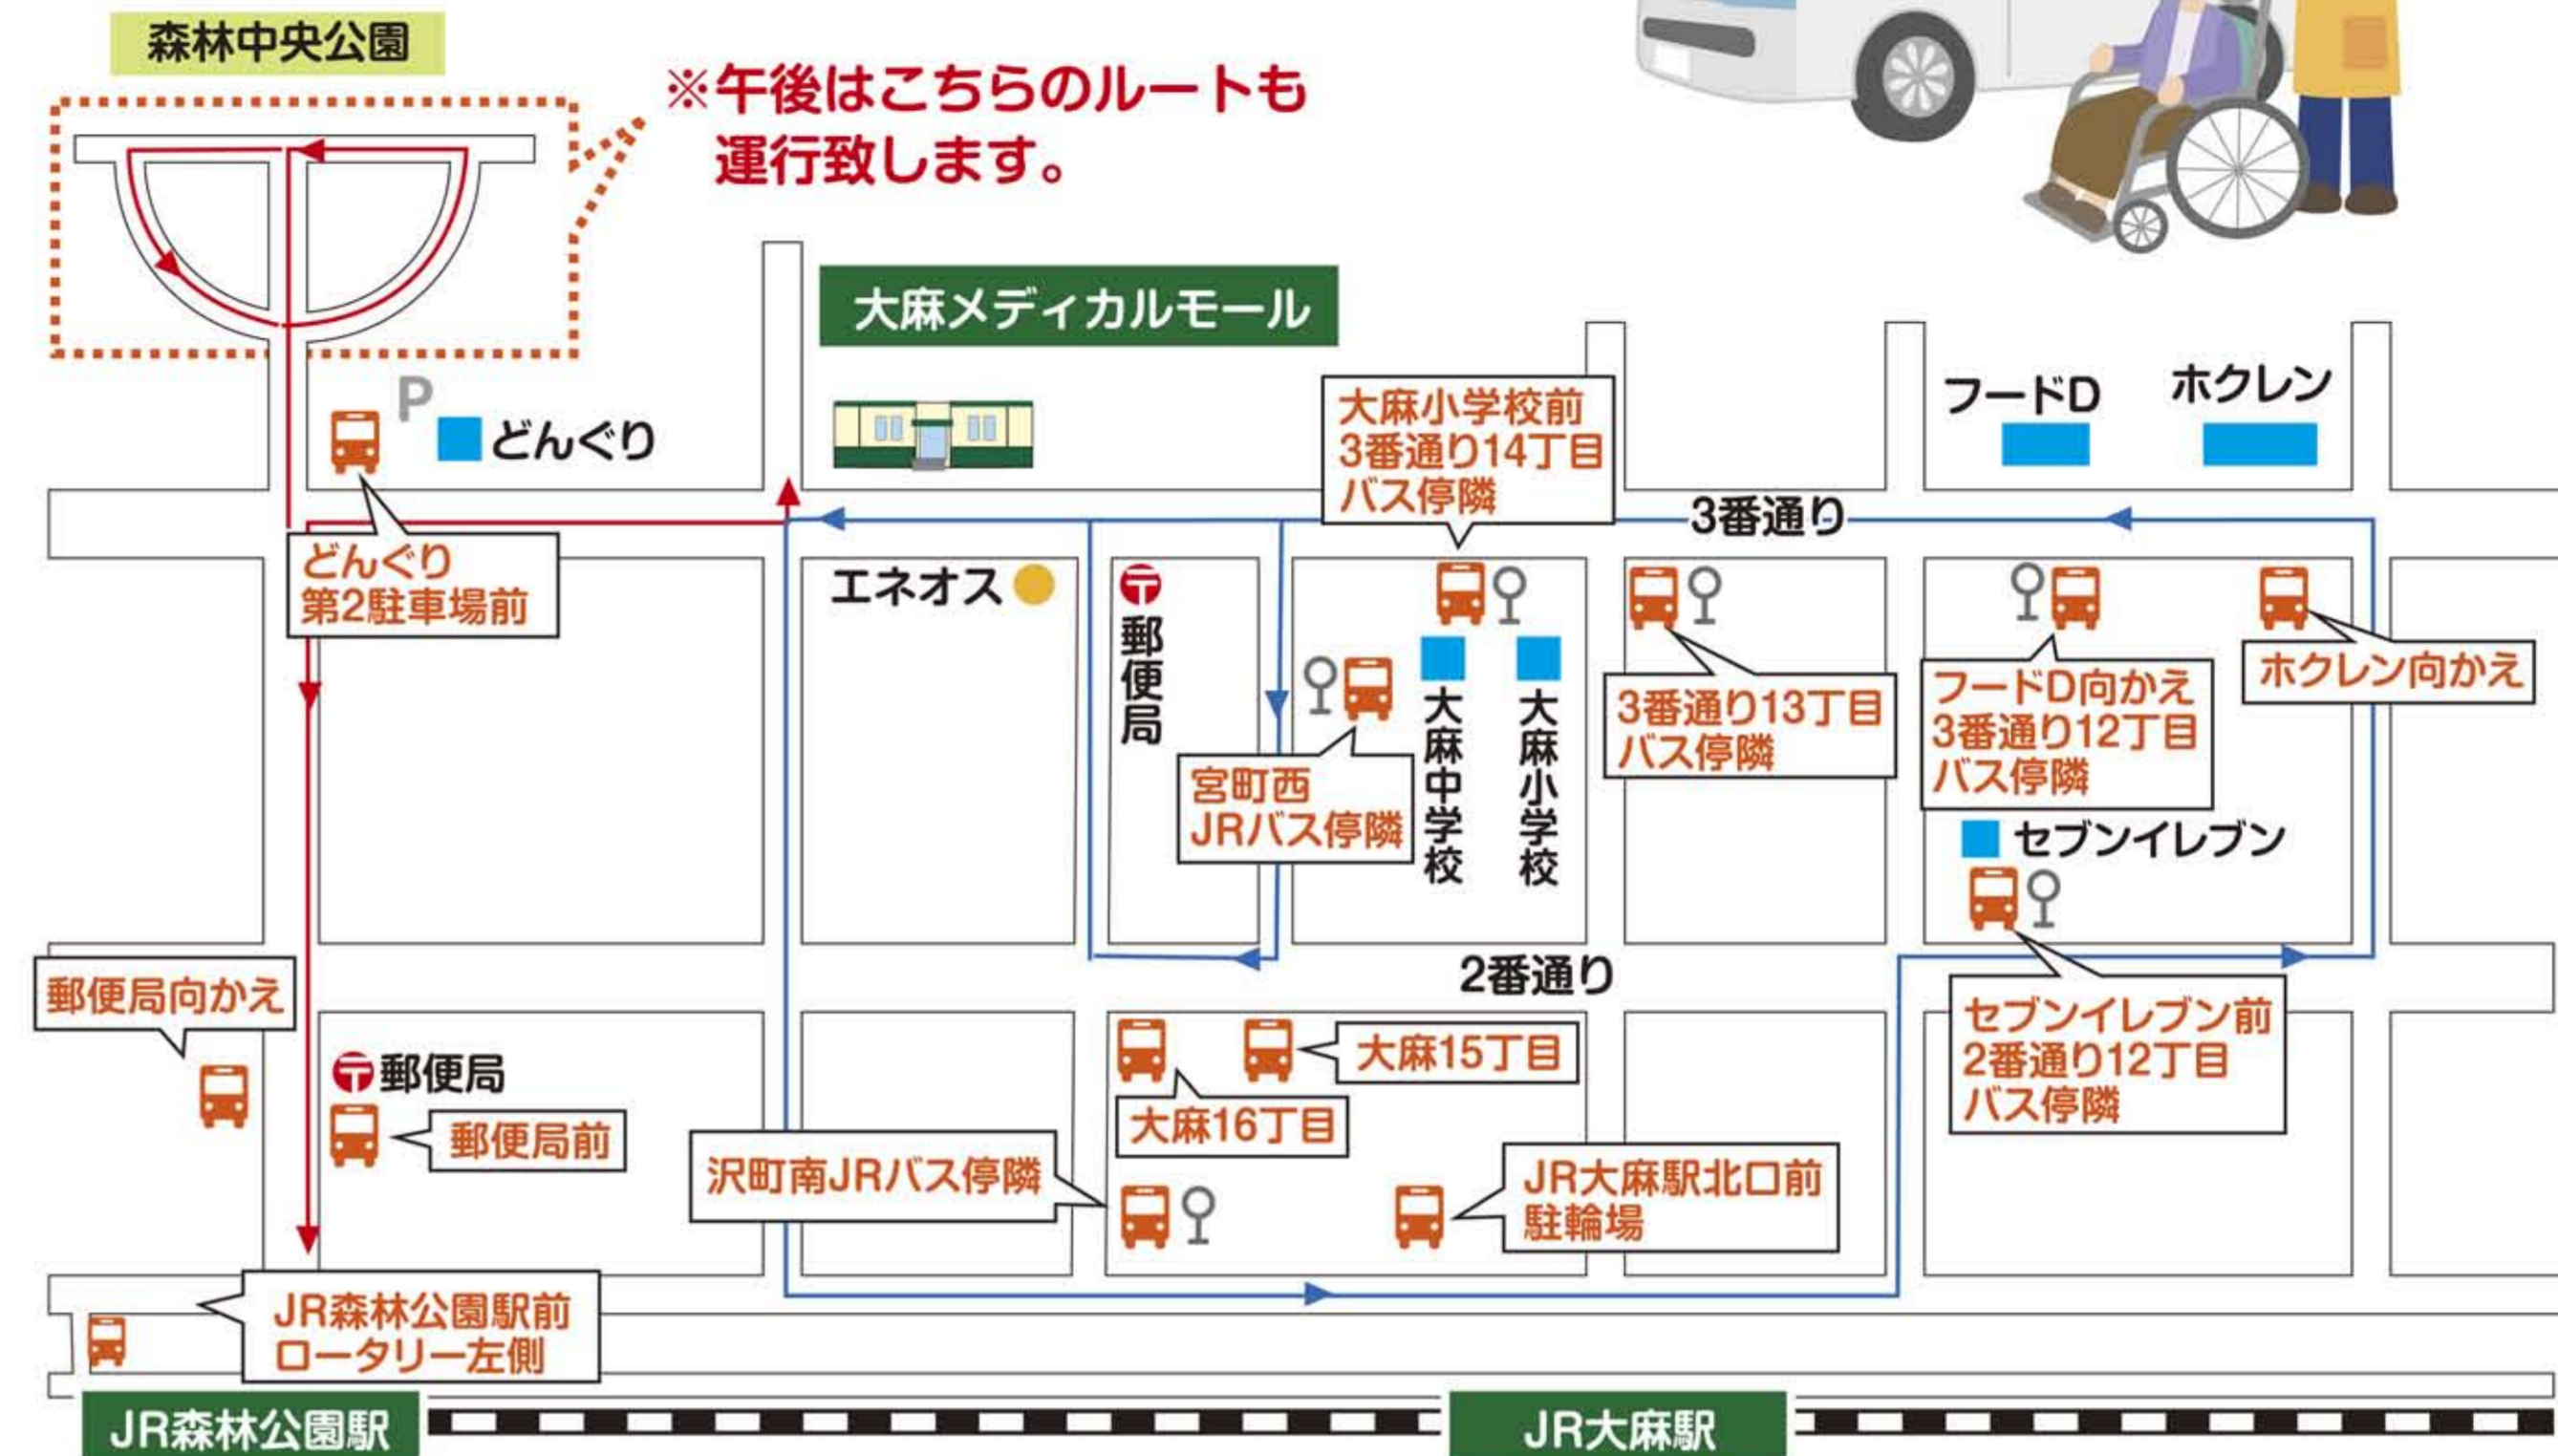 森林中央公園
※午後はこちらのルートも
運行致します。
大麻メディカルモール
P
どんぐり
どんぐり
第2駐車場前
大麻小学校前
3番通り14丁目
バス停隣
フードD
ホクレン
3番通り
エネオス
郵便局
宮町西
JRバス停隣
大麻中学校
大麻小学校
3番通り13丁目
バス停隣
フードD向かえ
3番通り12丁目
バス停隣
ホクレン向かえ
セブンイレブン
2番通り
郵便局向かえ
郵便局
郵便局前
大麻15丁目
大麻16丁目
セブンイレブン前
2番通り12丁目
バス停隣
沢町南JRバス停隣
JR大麻駅北口前
駐輪場
JR森林公園駅前
ロータリー左側
JR森林公園駅
JR大麻駅